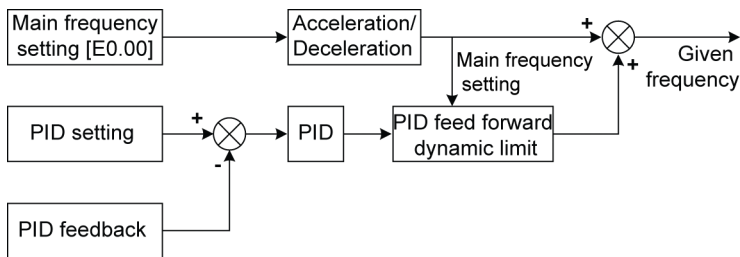 Main frequency
setting [E0.00]
Acceleration/
Deceleration
+
+
Given
frequency
Main frequency
setting
PID setting
+
-
PID
PID feed forward
dynamic limit
PID feedback